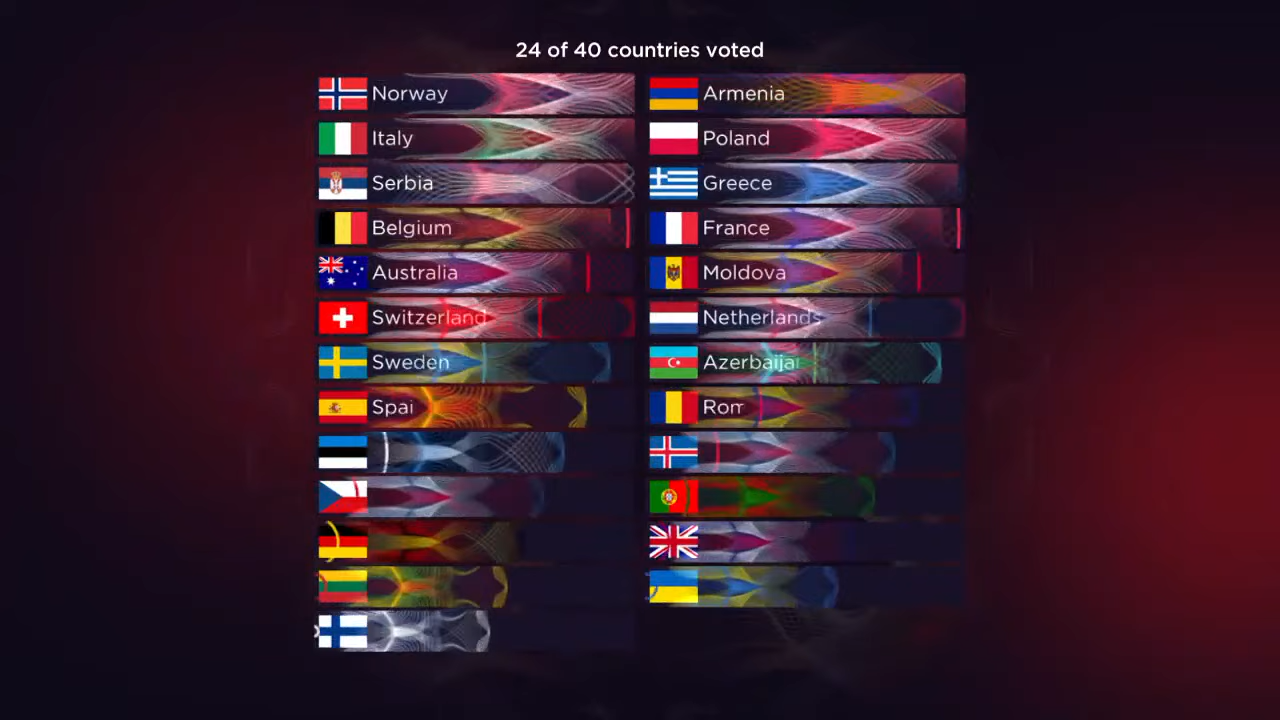 24 of 40 countries voted
Norway
Armenia
Italy
Poland
Serbia
Greece
Belgium
France
Australia
Moldova
Switzerland
Netherlands
Sweden
Azerbaijan
Spai
Rom